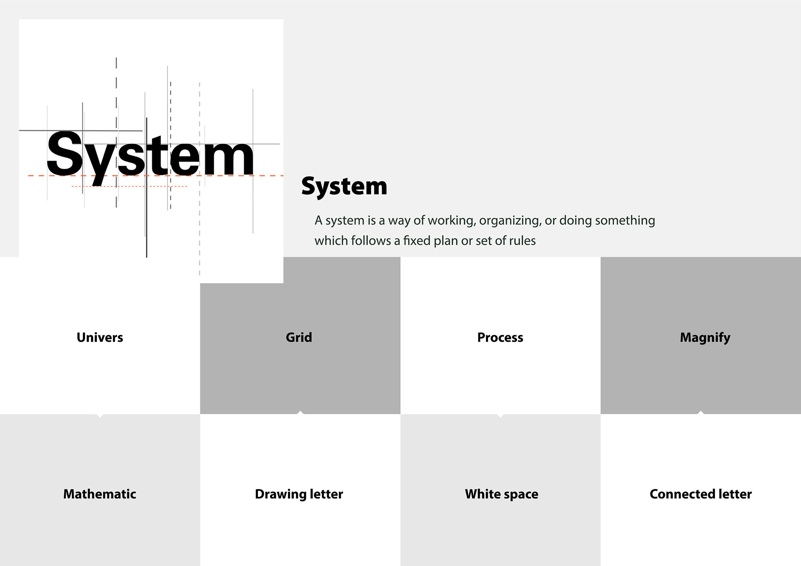 System
System
A system is a way of working, organizing, or doing something
which follows a fixed plan or set of rules
Univers
Grid
Process
Magnify
Mathematic
Drawing letter
White space
Connected letter